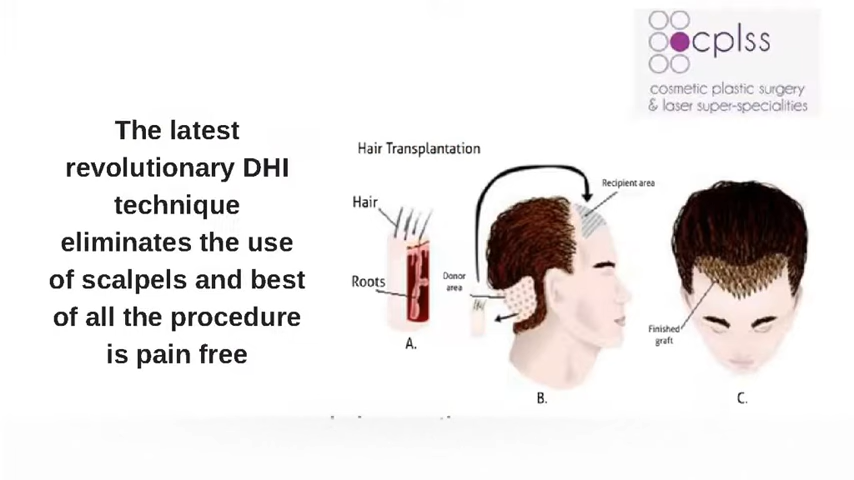 cplss
cosmetic plastic surgery
& laser super-specialities
The latest
revolutionary DHI
technique
eliminates the use
of scalpels and best
of all the procedure
is pain free
Hair Transplantation
Hair
Roots
A.
Recipient area
Donor
area
B.
Finished
graft
C.